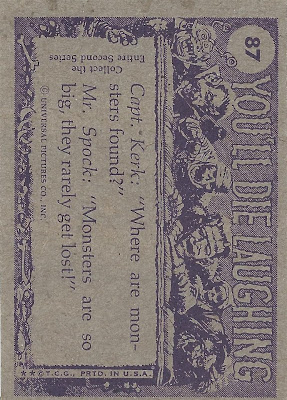 87
YOU'LL DIE LAUGHING
Capt. Kerk: "Where are mon-
sters found?"
Mr. Spock: "Monsters are so
big, they rarely get lost!"
Collect the
Entire Second Series
© UNIVERSAL PICTURES CO., INC.
★★ © T.C.G., PRTD. IN U.S.A.